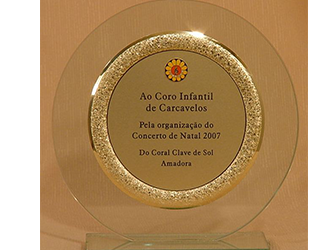 Ao Coro Infantil
de Carcavelos
Pela organização do
Concerto de Natal 2007
Do Coral Clave de Sol
Amadora